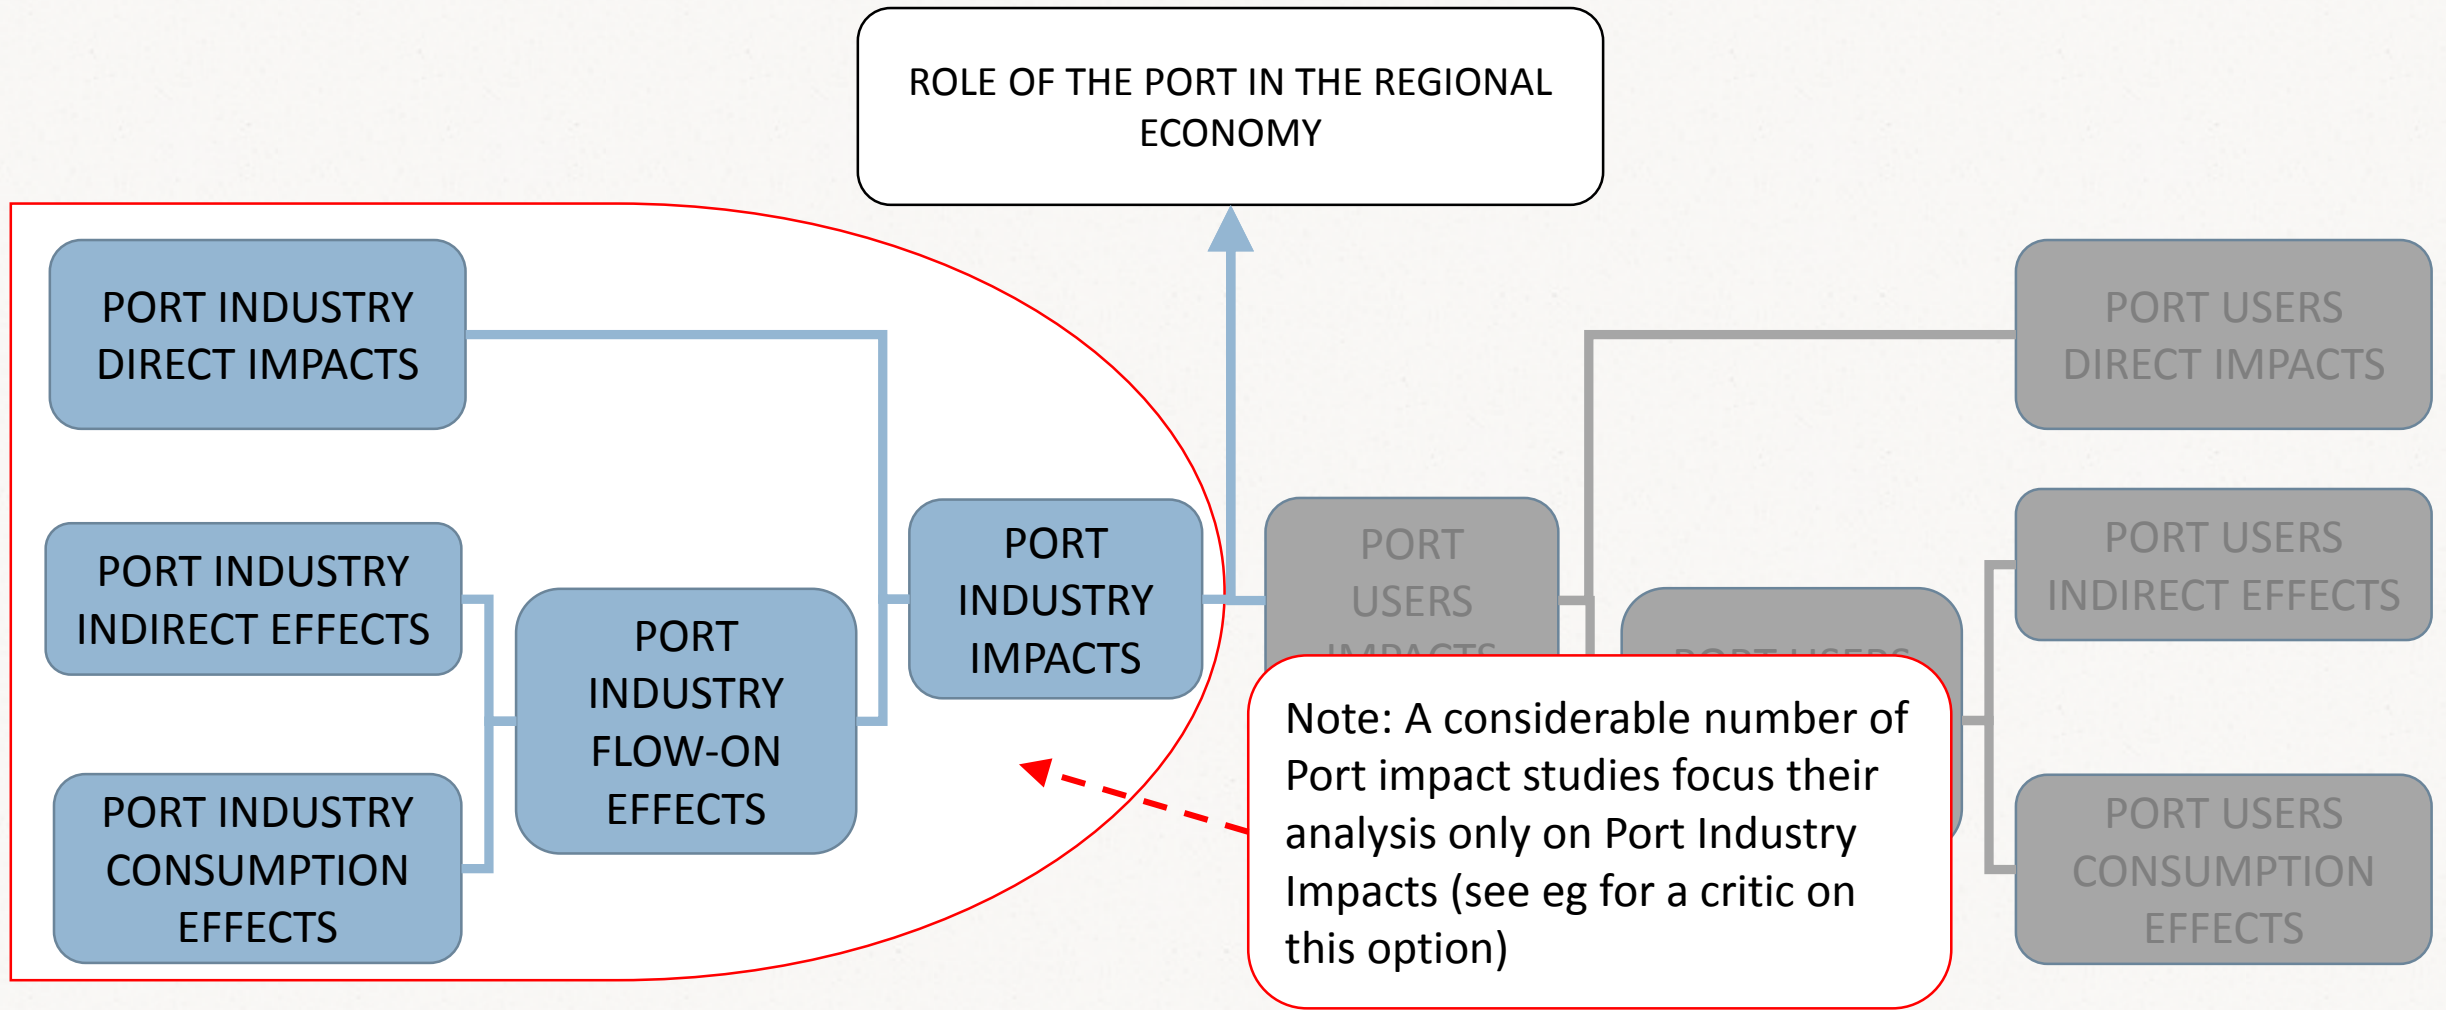 ROLE OF THE PORT IN THE REGIONAL
ECONOMY
PORT INDUSTRY
DIRECT IMPACTS
PORT INDUSTRY
INDIRECT EFFECTS
PORT INDUSTRY
CONSUMPTION
EFFECTS
PORT
INDUSTRY
FLOW-ON
EFFECTS
PORT
INDUSTRY
IMPACTS
PORT
USERS
IMPACTS
PORT USERS
Note: A considerable number of
Port impact studies focus their
analysis only on Port Industry
Impacts (see eg for a critic on
this option)
PORT USERS
DIRECT IMPACTS
PORT USERS
INDIRECT EFFECTS
PORT USERS
CONSUMPTION
EFFECTS